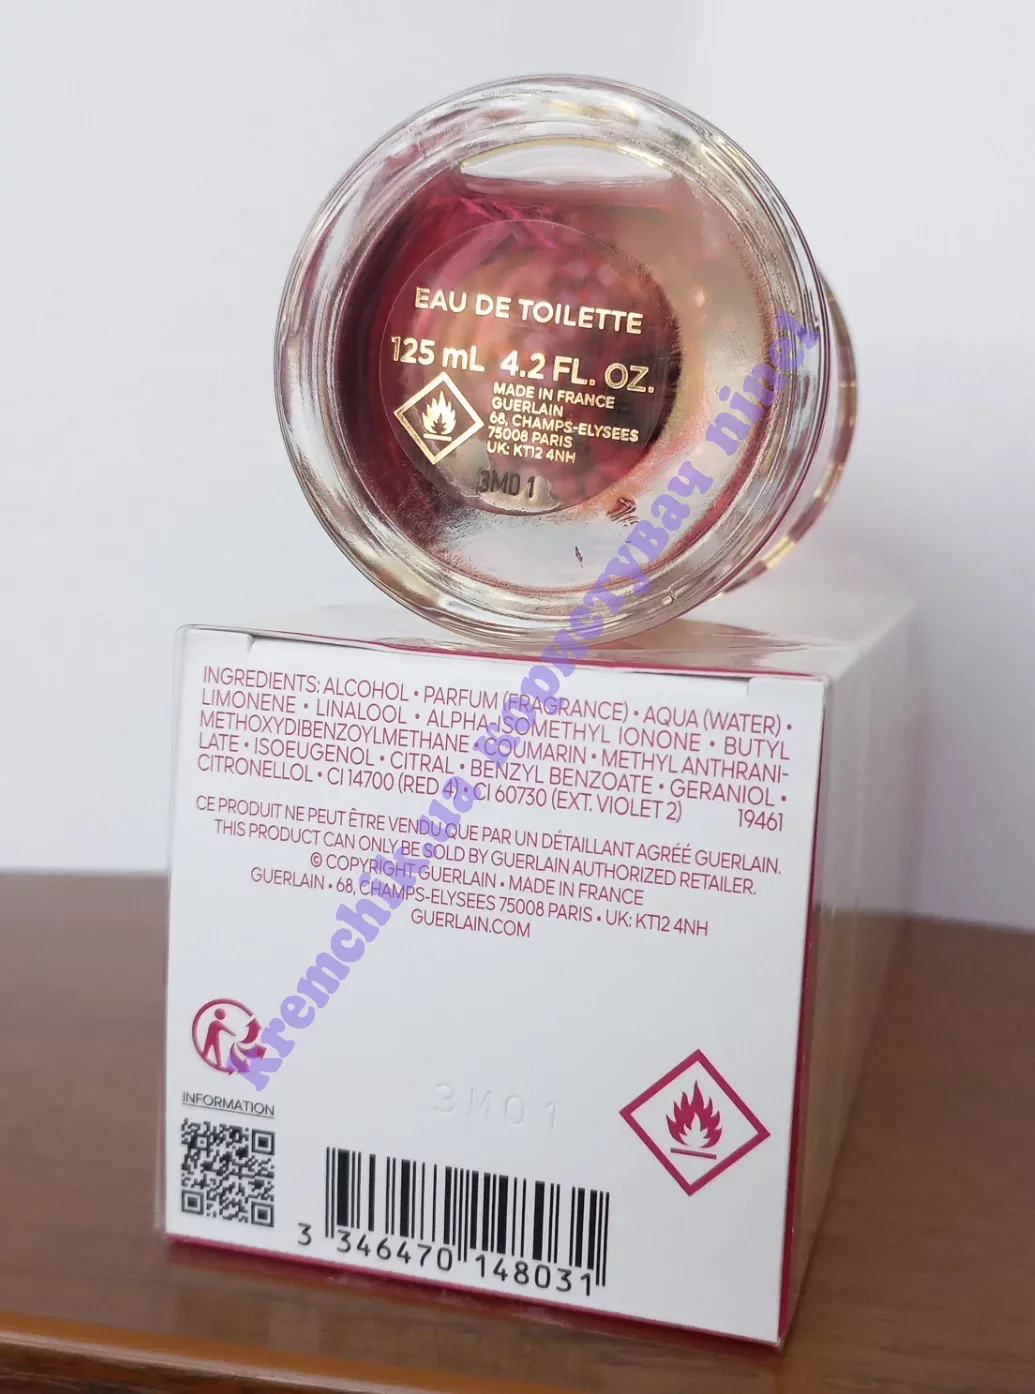 EAU DE TOILETTE
125 mL 4.2 FL. OZ.
MADE IN FRANCE
GUERLAIN
68, CHAMPS-ELYSEES
75008 PARIS
UK: KT12 4NH
3M01
INGREDIENTS: ALCOHOL • PARFUM (FRAGRANCE) • AQUA (WATER) •
LIMONENE • LINALOOL • ALPHA-ISOMETHYL IONONE • BUTYL
METHOXYDIBENZOYLMETHANE • COUMARIN • METHYL ANTHRANI-
LATE • ISOEUGENOL • CITRAL • BENZYL BENZOATE • GERANIOL •
CITRONELLOL • CI 14700 (RED 4) • CI 60730 (EXT. VIOLET 2) 19461
CE PRODUIT NE PEUT ÊTRE VENDU QUE PAR UN DÉTAILLANT AGRÉÉ GUERLAIN.
THIS PRODUCT CAN ONLY BE SOLD BY GUERLAIN AUTHORIZED RETAILER.
© COPYRIGHT GUERLAIN • MADE IN FRANCE
GUERLAIN • 68, CHAMPS-ELYSEES 75008 PARIS • UK: KT12 4NH
GUERLAIN.COM
3M01
INFORMATION
3 346470 148031
kremchik.ua Користувач ninel